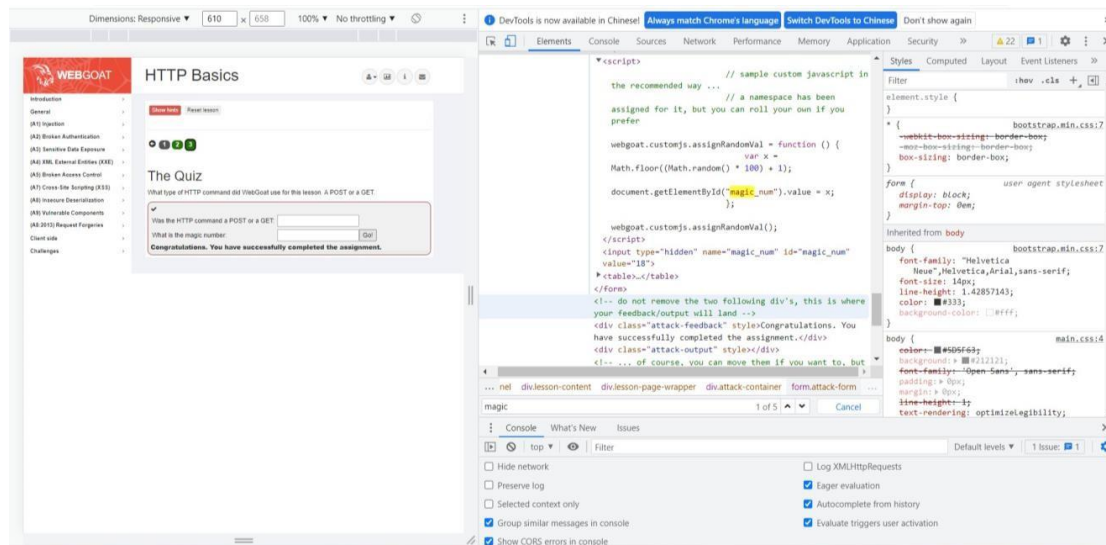 Dimensions: Responsive ▼ 610 × 658 100% ▼ No throttling ▼
WEBGOAT
HTTP Basics
Introduction
General
(A1) Injection
(A2) Broken Authentication
(A3) Sensitive Data Exposure
(A4) XML External Entities (XXE)
(A5) Broken Access Control
(A7) Cross-Site Scripting (XSS)
(A8) Insecure Deserialization
(A9) Vulnerable Components
(A8:2013) Request Forgeries
Client side
Challenges
Show hints Reset lesson
1 2 3
The Quiz
What type of HTTP command did WebGoat use for this lesson. A POST or a GET.
Was the HTTP command a POST or a GET:
What is the magic number: Go!
Congratulations. You have successfully completed the assignment.
DevTools is now available in Chinese! Always match Chrome's language Switch DevTools to Chinese Don't show again
Elements Console Sources Network Performance Memory Application Security » 22 1
▼<script>
// sample custom javascript in
the recommended way ...
// a namespace has been
assigned for it, but you can roll your own if you
prefer
webgoat.customjs.assignRandomVal = function () {
var x =
Math.floor((Math.random() * 100) + 1);
document.getElementById("magic_num").value = x;
};
webgoat.customjs.assignRandomVal();
</script>
<input type="hidden" name="magic_num" id="magic_num"
value="18">
▶<table>…</table>
</form>
<!-- do not remove the two following div's, this is where
your feedback/output will land -->
<div class="attack-feedback" style>Congratulations. You
have successfully completed the assignment.</div>
<div class="attack-output" style></div>
<!-- ... of course, you can move them if you want to, but
... nel div.lesson-content div.lesson-page-wrapper div.attack-container form.attack-form ...
magic 1 of 5 Cancel
Styles Computed Layout Event Listeners »
Filter :hov .cls +
element.style {
}
* { bootstrap.min.css:7
-webkit-box-sizing: border-box;
-moz-box-sizing: border-box;
box-sizing: border-box;
}
form { user agent stylesheet
display: block;
margin-top: 0em;
}
Inherited from body
body { bootstrap.min.css:7
font-family: "Helvetica
Neue",Helvetica,Arial,sans-serif;
font-size: 14px;
line-height: 1.42857143;
color: #333;
background-color: #fff;
}
body { main.css:4
color: #5D5F63;
background: ▶ #212121;
font-family: 'Open Sans', sans-serif;
padding: ▶ 0px;
margin: ▶ 0px;
line-height: 1;
text-rendering: optimizeLegibility;
Console What's New Issues
top ▼ Filter Default levels ▼ 1 Issue: 1
Hide network
Log XMLHttpRequests
Preserve log
Eager evaluation
Selected context only
Autocomplete from history
Group similar messages in console
Evaluate triggers user activation
Show CORS errors in console